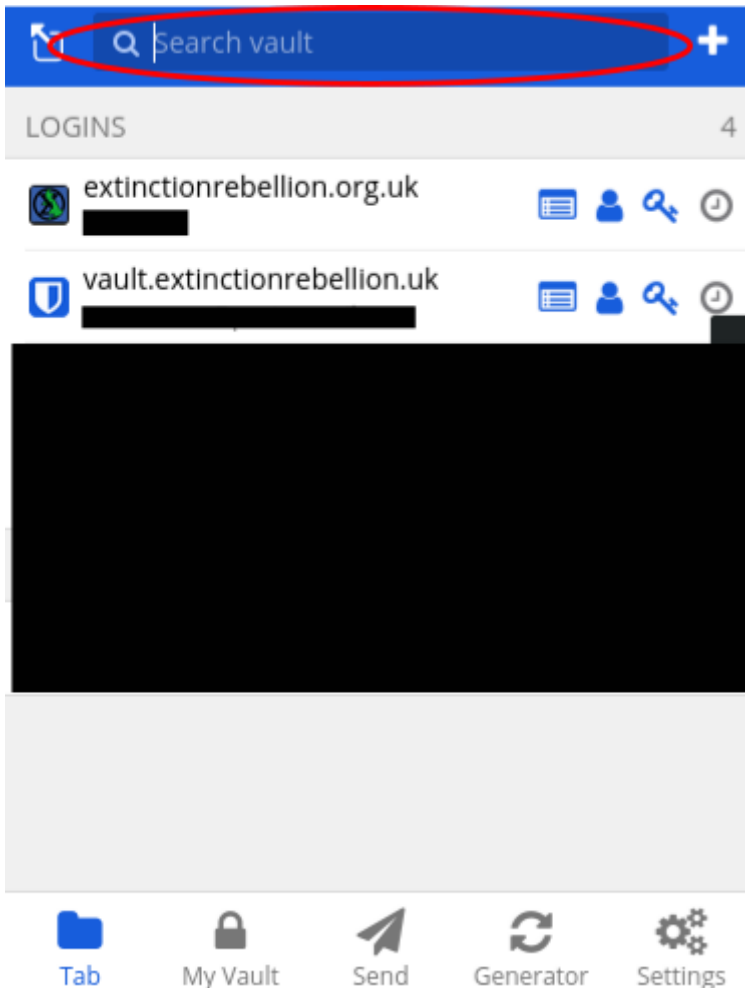 Search vault
LOGINS 4
extinctionrebellion.org.uk
vault.extinctionrebellion.uk
Tab My Vault Send Generator Settings